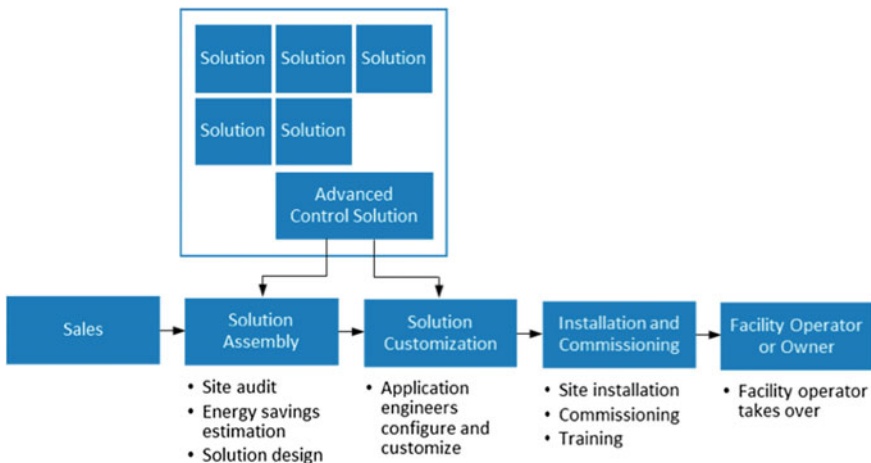 Solution Solution Solution
Solution Solution
Advanced
Control Solution
Sales
Solution
Assembly
Solution
Customization
Installation and
Commissioning
Facility Operator
or Owner
• Site audit
• Energy savings
estimation
• Solution design
• Application
engineers
configure and
customize
• Site installation
• Commissioning
• Training
• Facility operator
takes over